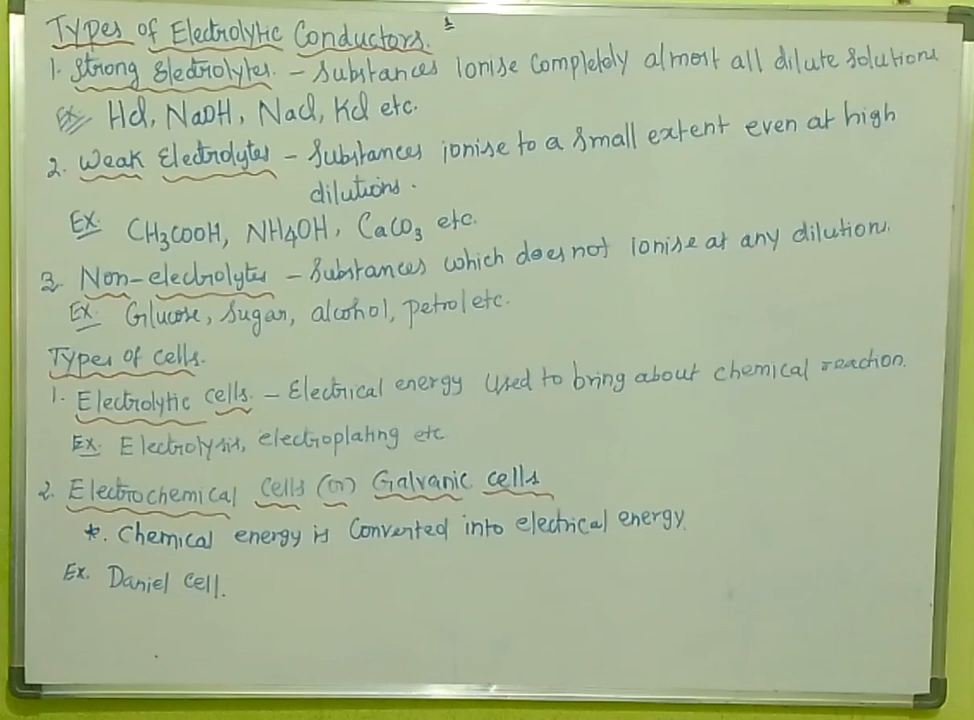 Types of Electrolytic Conductors.
1. Strong Electrolytes. - Substances Ionise Completely almost all dilute Solutions
Ex. Hcl, NaOH, Nacl, Kcl etc.
2. Weak Electrolytes - Substances ionise to a small extent even at high
dilutions.
Ex. CH3COOH, NH4OH, CaCO3 etc.
3. Non-electrolytes - Substances which does not ionise at any dilution.
Ex. Glucose, Sugar, alcohol, petrol etc.
Types of cells.
1. Electrolytic cells. - Electrical energy used to bring about chemical reaction.
Ex. Electrolysis, electroplating etc
2. Electrochemical Cells (or) Galvanic cells
*. Chemical energy is Converted into electrical energy.
Ex. Daniel Cell.